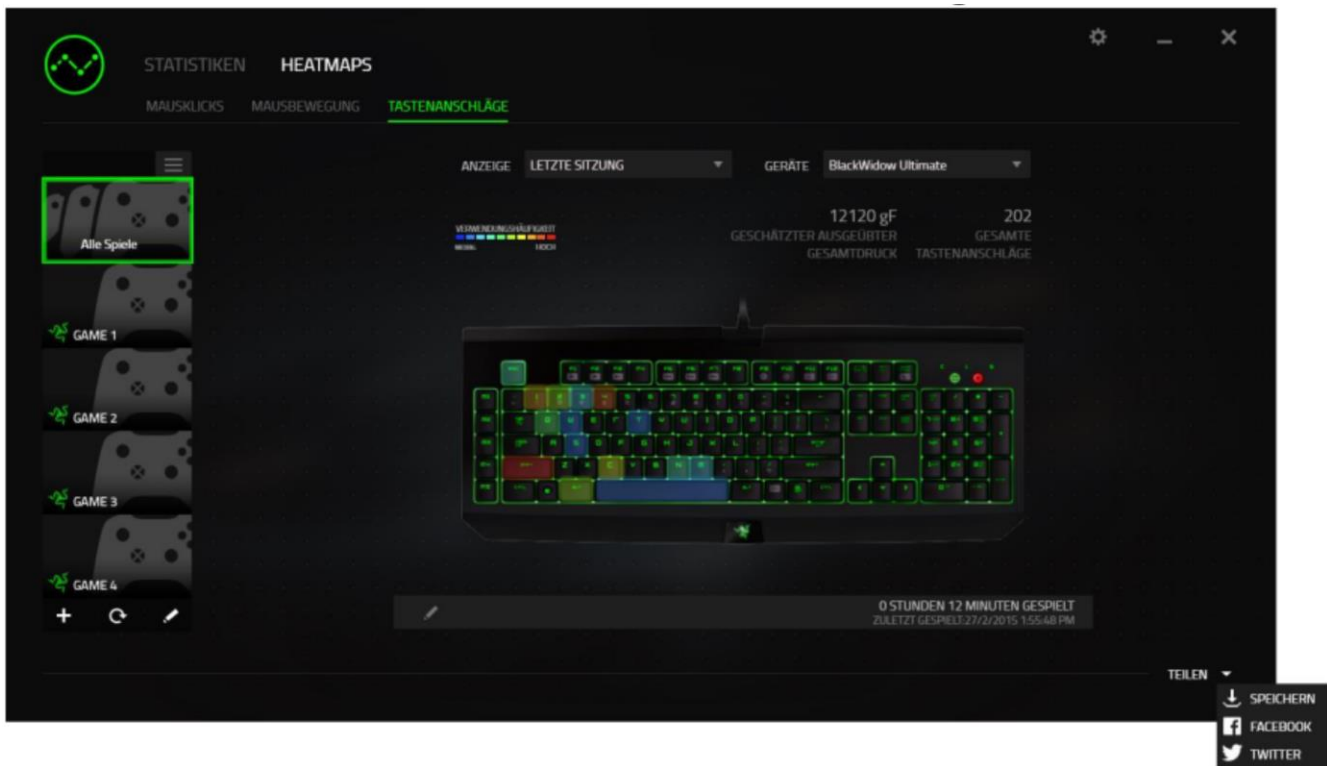 STATISTIKEN HEATMAPS
MAUSKLICKS MAUSBEWEGUNG TASTENANSCHLÄGE
ANZEIGE LETZTE SITZUNG GERÄTE BlackWidow Ultimate
Alle Spiele
GAME 1
GAME 2
GAME 3
GAME 4
VERWENDUNGSHÄUFIGKEIT
HOCH
12120 gF
GESCHÄTZTER AUSGEÜBTER
GESAMTDRUCK
202
GESAMTE
TASTENANSCHLÄGE
0 STUNDEN 12 MINUTEN GESPIELT
ZULETZT GESPIELT:27/2/2015 1:55:48 PM
TEILEN
SPEICHERN
FACEBOOK
TWITTER